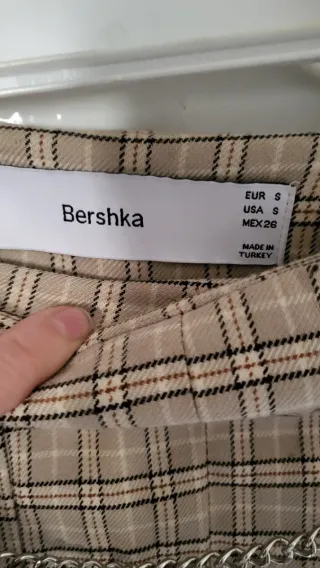 Bershka
EUR S
USA S
MEX 26
MADE IN
TURKEY